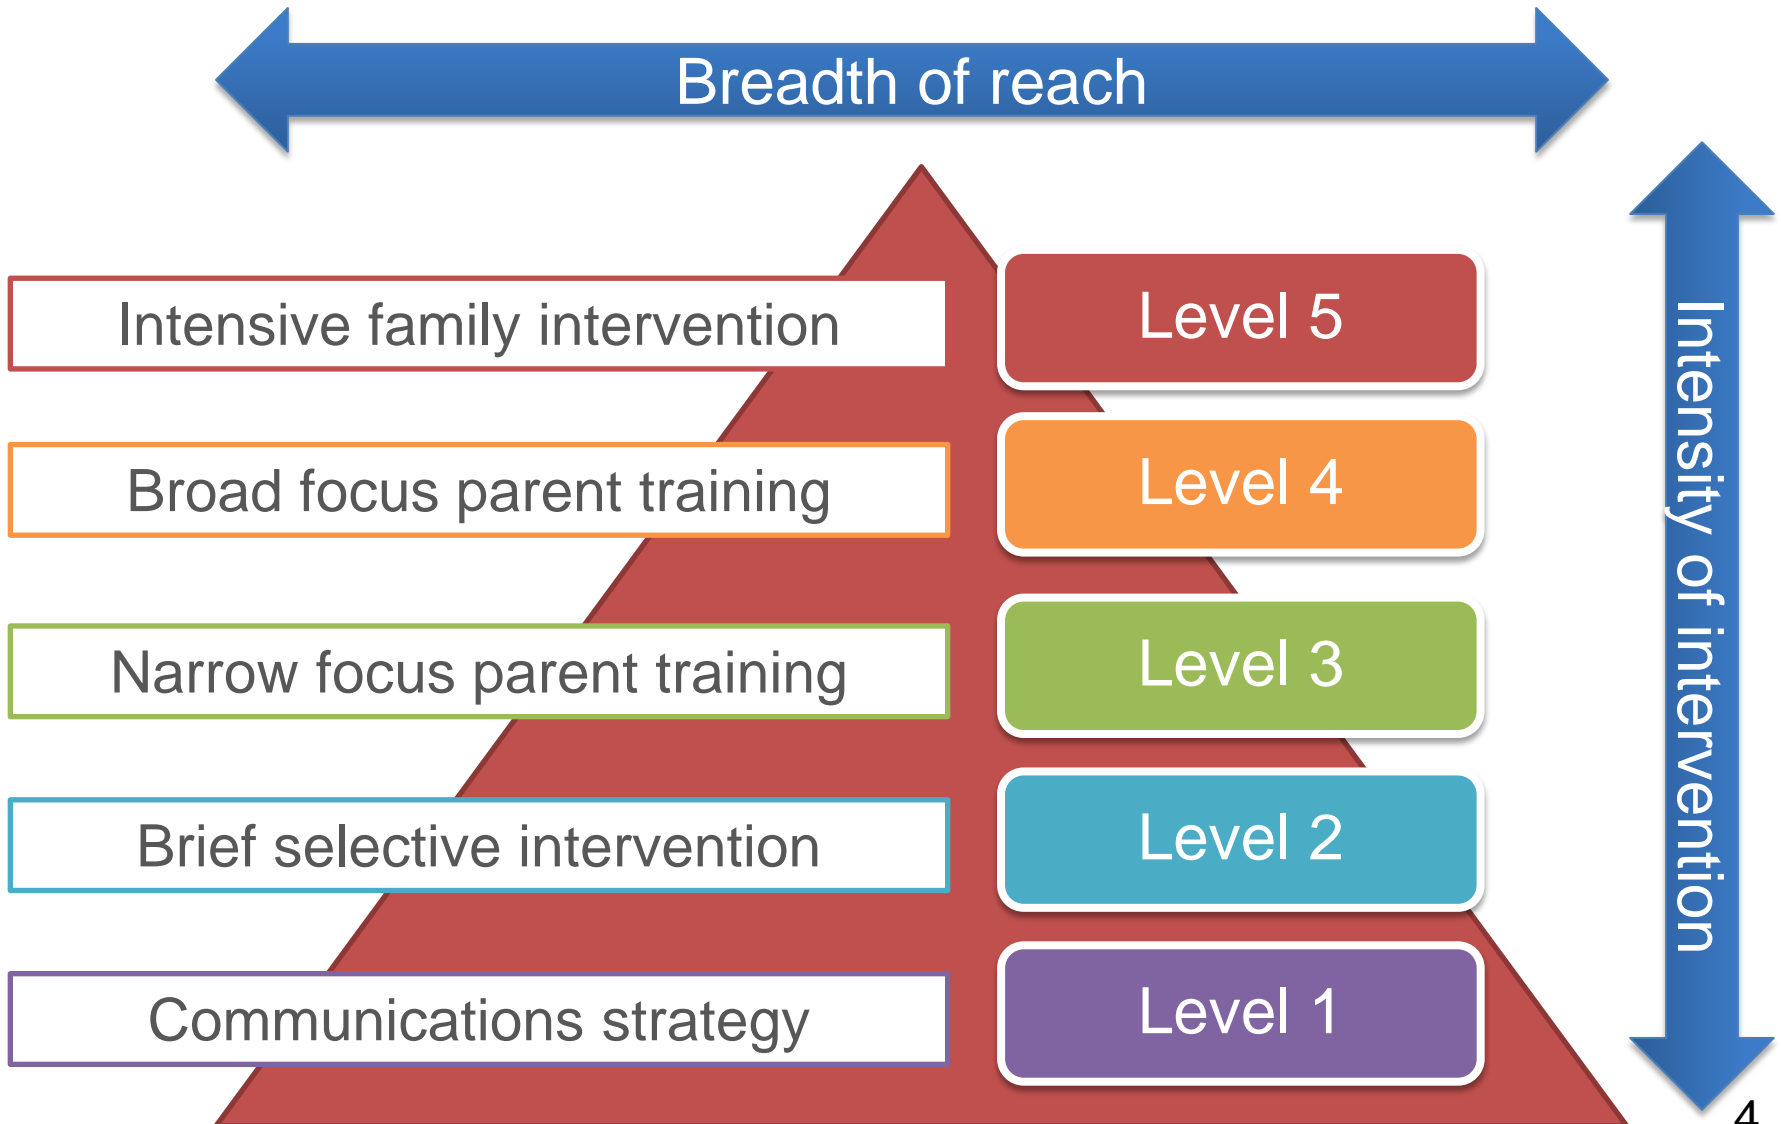 Breadth of reach
Intensive family intervention
Level 5
Broad focus parent training
Level 4
Narrow focus parent training
Level 3
Brief selective intervention
Level 2
Communications strategy
Level 1
Intensity of intervention
4